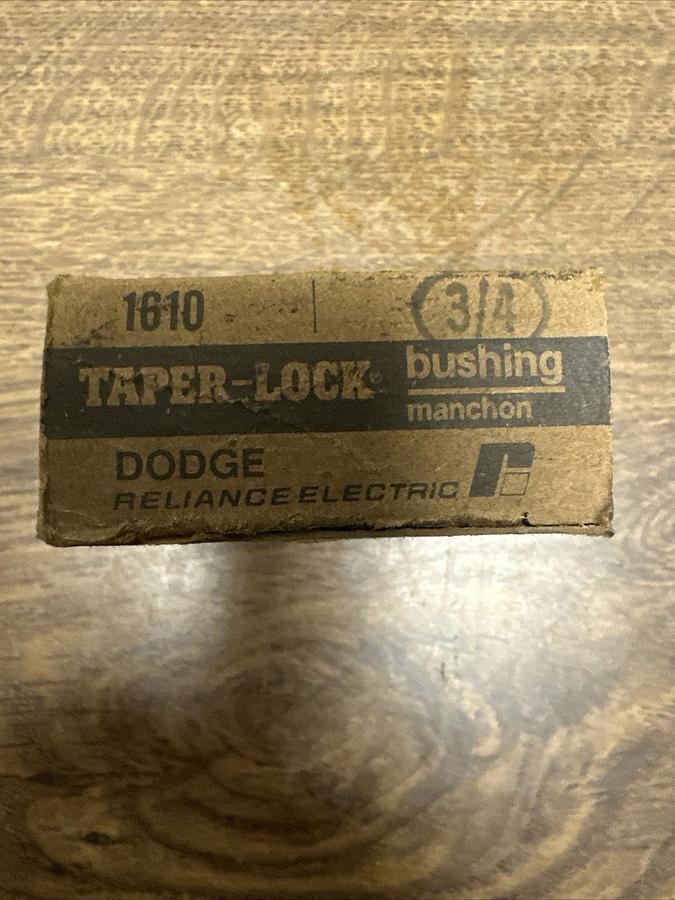 1610 3/4
TAPER-LOCK® bushing
manchon
DODGE
RELIANCE ELECTRIC